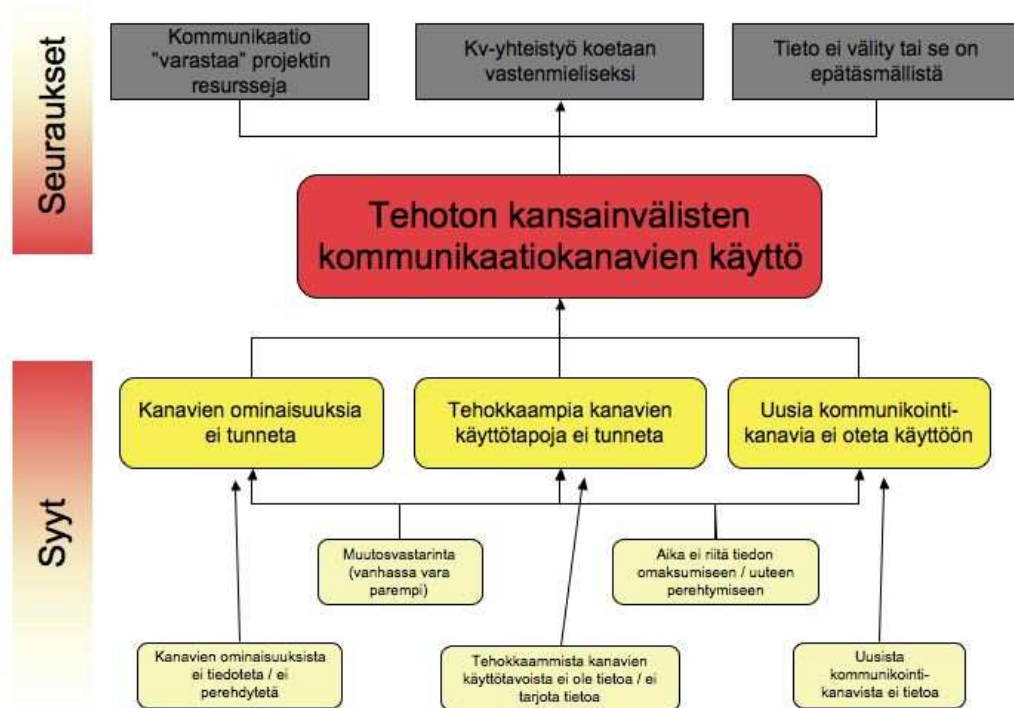 Seuraukset
Kommunikaatio
"varastaa" projektin
resursseja
Kv-yhteistyö koetaan
vastenmieliseksi
Tieto ei välity tai se on
epätäsmällistä
Tehoton kansainvälisten
kommunikaatiokanavien käyttö
Syyt
Kanavien ominaisuuksia
ei tunneta
Tehokkaampia kanavien
käyttötapoja ei tunneta
Uusia kommunikointi-
kanavia ei oteta käyttöön
Muutosvastarinta
(vanhassa vara
parempi)
Aika ei riitä tiedon
omaksumiseen / uuteen
perehtymiseen
Kanavien ominaisuuksista
ei tiedoteta / ei
perehdytetä
Tehokkaammista kanavien
käyttötavoista ei ole tietoa / ei
tarjota tietoa
Uusista
kommunikointi-
kanavista ei tietoa